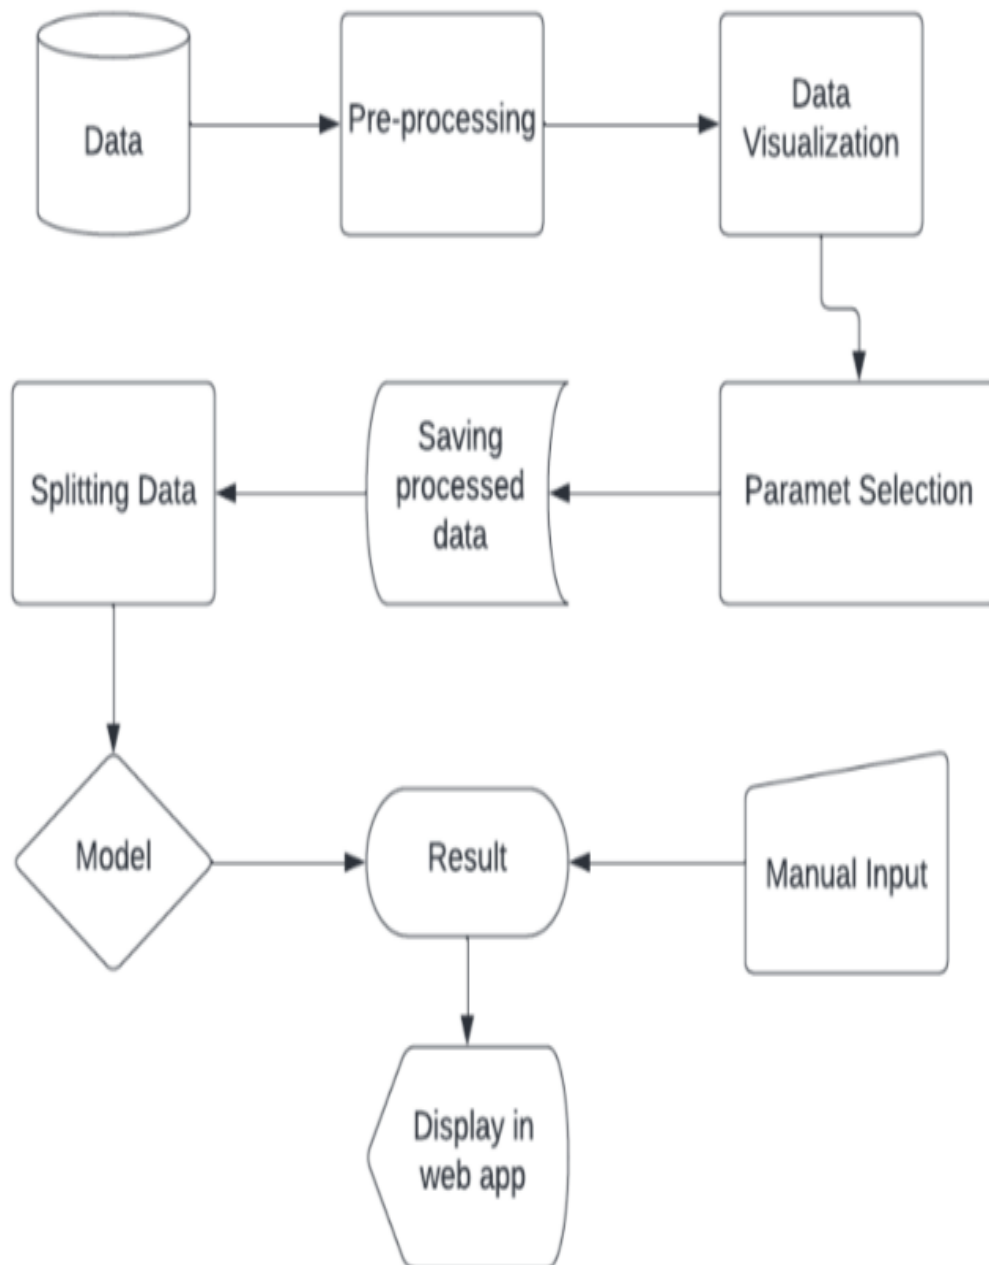 Data
Pre-processing
Data
Visualization
Splitting Data
Saving
processed
data
Paramet Selection
Model
Result
Manual Input
Display in
web app